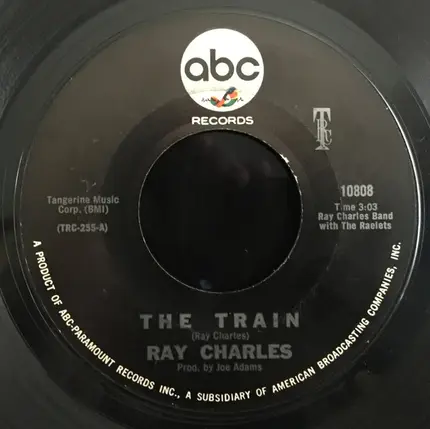 abc
RECORDS
TRC
Tangerine Music
Corp. (BMI)
(TRC-255-A)
10808
Time 3:03
Ray Charles Band
with The Raelets
THE TRAIN
(Ray Charles)
RAY CHARLES
Prod. by Joe Adams
A PRODUCT OF ABC-PARAMOUNT RECORDS INC., A SUBSIDIARY OF AMERICAN BROADCASTING COMPANIES, INC.